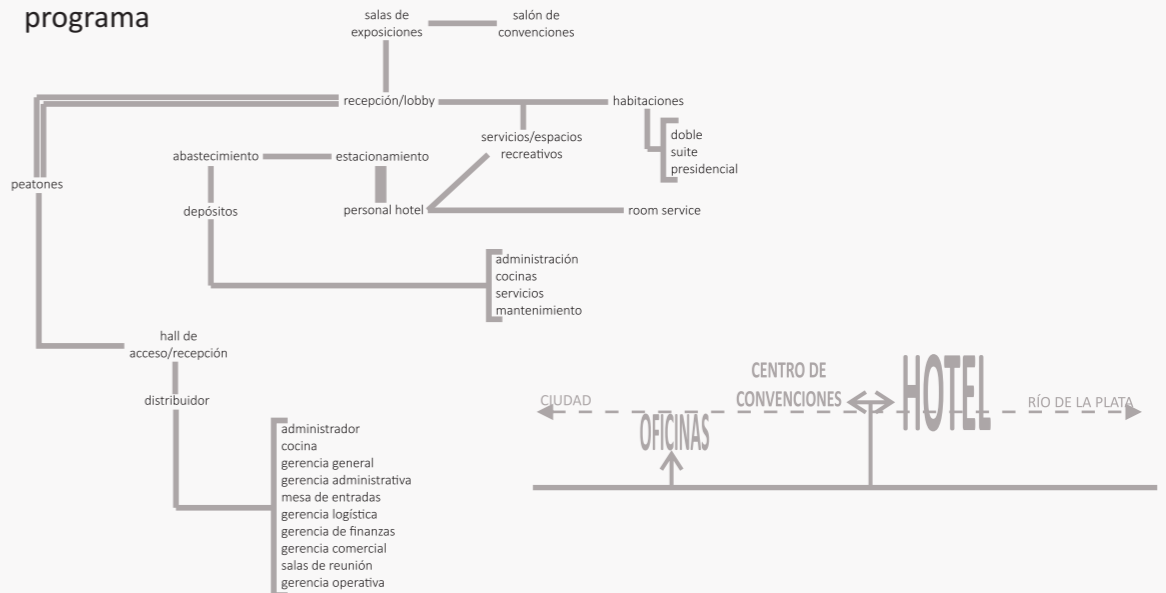 programa
salas de
exposiciones
salón de
convenciones
recepción/lobby
habitaciones
servicios/espacios
recreativos
doble
suite
presidencial
abastecimiento
estacionamiento
peatones
depósitos
personal hotel
room service
administración
cocinas
servicios
mantenimiento
hall de
acceso/recepción
distribuidor
administrador
cocina
gerencia general
gerencia administrativa
mesa de entradas
gerencia logística
gerencia de finanzas
gerencia comercial
salas de reunión
gerencia operativa
CIUDAD
OFICINAS
CENTRO DE
CONVENCIONES
HOTEL
RÍO DE LA PLATA